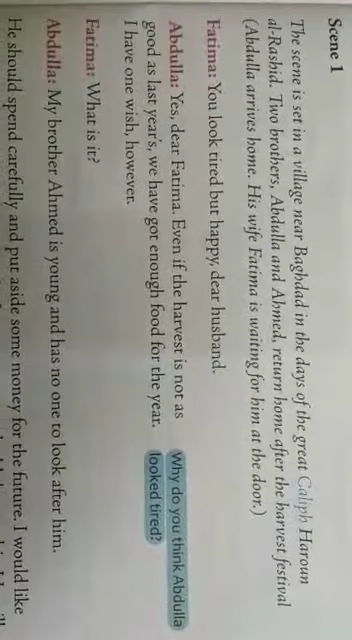 Scene 1
The scene is set in a village near Baghdad in the days of the great Caliph Haroun
al-Rashid. Two brothers, Abdulla and Ahmed, return home after the harvest festival
(Abdulla arrives home. His wife Fatima is waiting for him at the door.)
Fatima: You look tired but happy, dear husband.
Abdulla: Yes, dear Fatima. Even if the harvest is not as
good as last year's, we have got enough food for the year.
I have one wish, however.
Why do you think Abdulla
looked tired?
Fatima: What is it?
Abdulla: My brother Ahmed is young and has no one to look after him.
He should spend carefully and put aside some money for the future. I would like